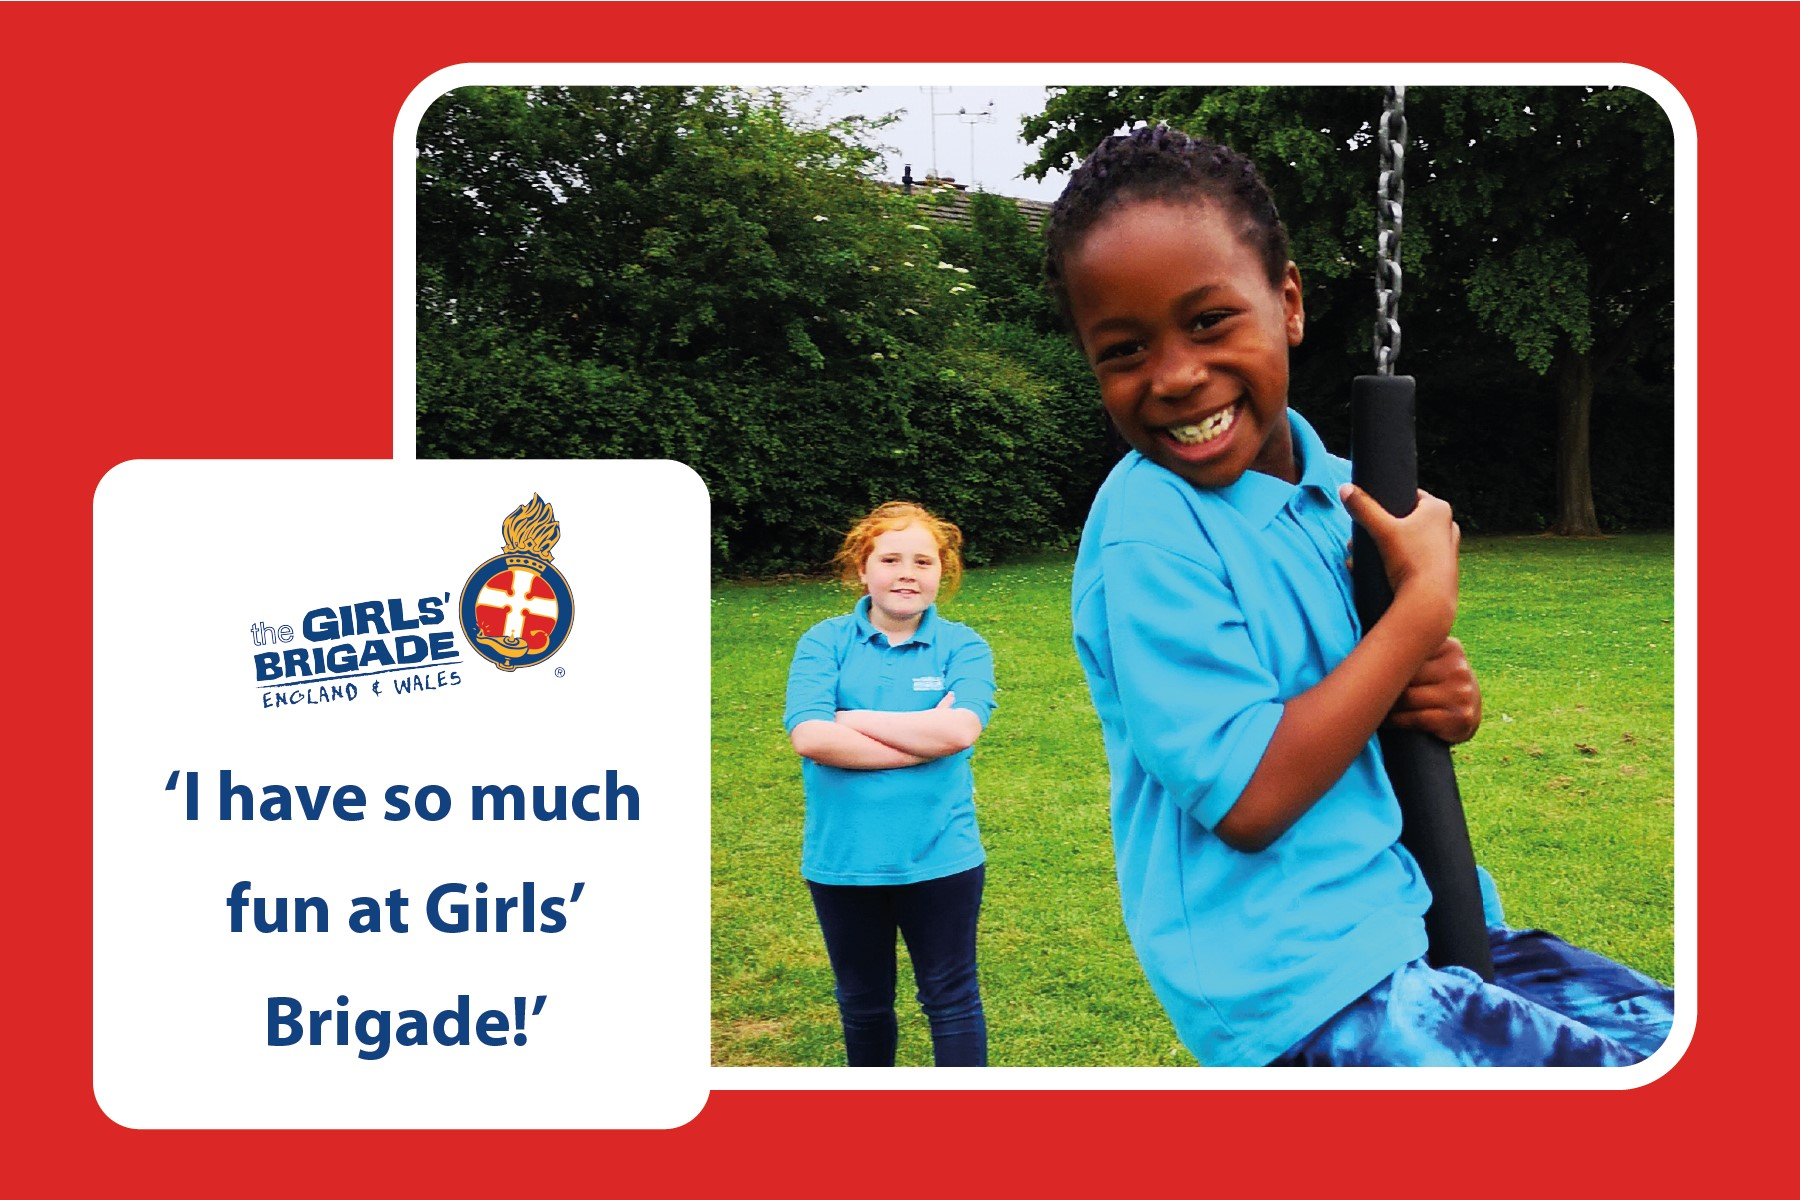 the GIRLS'
BRIGADE
ENGLAND & WALES
®
‘I have so much
fun at Girls’
Brigade!’